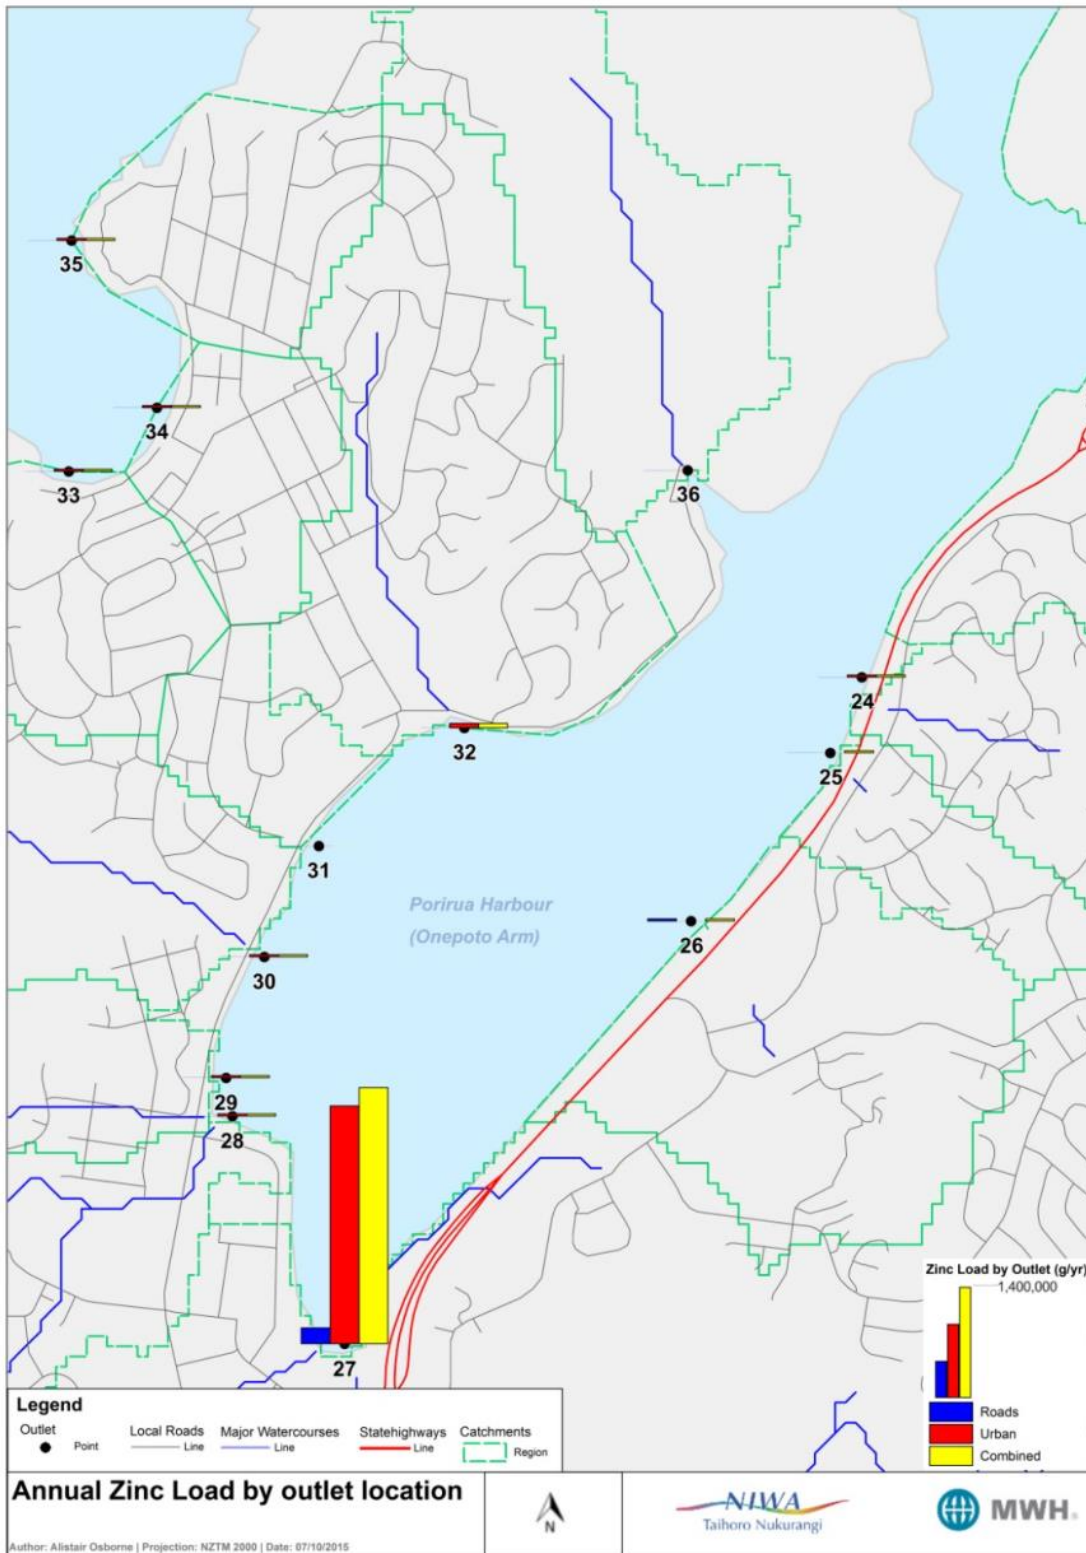 35
34
33
36
24
32
25
31
Porirua Harbour
(Onepoto Arm)
26
30
29
28
27
Zinc Load by Outlet (g/yr)
1,400,000
Roads
Urban
Combined
Legend
Outlet
Point
Local Roads
Line
Major Watercourses
Line
Statehighways
Line
Catchments
Region
Annual Zinc Load by outlet location
Author: Alistair Osborne | Projection: NZTM 2000 | Date: 07/10/2015
N
NIWA
Taihoro Nukurangi
MWH